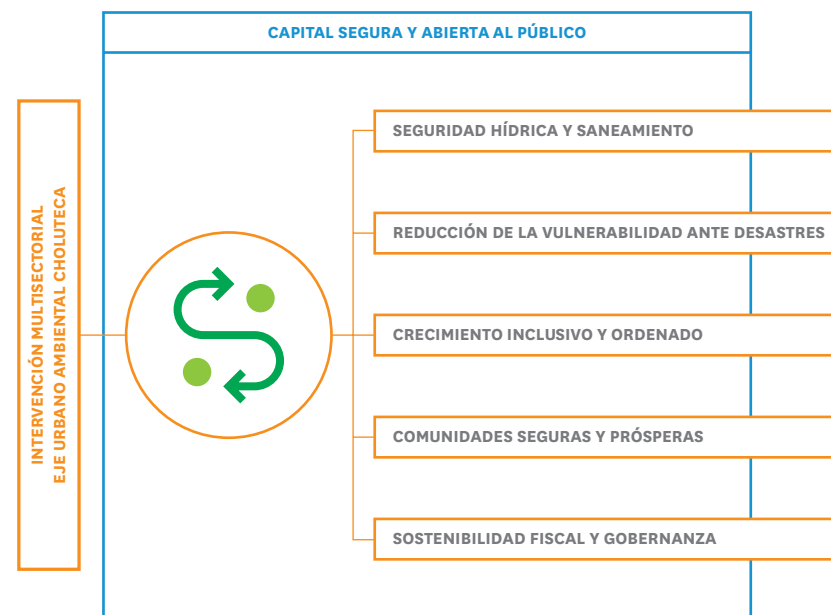 CAPITAL SEGURA Y ABIERTA AL PÚBLICO
INTERVENCIÓN MULTISECTORIAL
EJE URBANO AMBIENTAL CHOLUTECA
SEGURIDAD HÍDRICA Y SANEAMIENTO
REDUCCIÓN DE LA VULNERABILIDAD ANTE DESASTRES
CRECIMIENTO INCLUSIVO Y ORDENADO
COMUNIDADES SEGURAS Y PRÓSPERAS
SOSTENIBILIDAD FISCAL Y GOBERNANZA